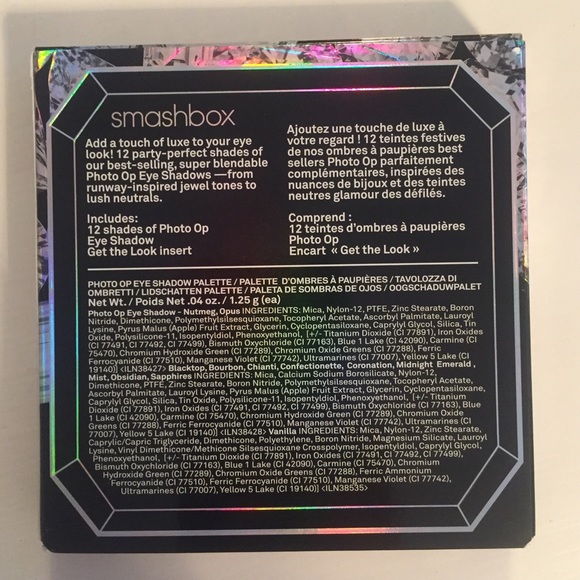 smashbox
Add a touch of luxe to your eye
look! 12 party-perfect shades of
our best-selling, super blendable
Photo Op Eye Shadows —from
runway-inspired jewel tones to
lush neutrals.
Includes:
12 shades of Photo Op
Eye Shadow
Get the Look insert
Ajoutez une touche de luxe à
votre regard ! 12 teintes festives
de nos ombres à paupières best
sellers Photo Op parfaitement
complémentaires, inspirées des
nuances de bijoux et des teintes
neutres glamour des défilés.
Comprend :
12 teintes d'ombres à paupières
Photo Op
Encart « Get the Look »
PHOTO OP EYE SHADOW PALETTE / PALETTE D'OMBRES À PAUPIÈRES / TAVOLOZZA DI
OMBRETTI / LIDSCHATTEN PALETTE / PALETA DE SOMBRAS DE OJOS / OOGSCHADUWPALET
Net Wt. / Poids Net .04 oz. / 1.25 g (ea)
Photo Op Eye Shadow - Nutmeg, Opus INGREDIENTS: Mica, Nylon-12, PTFE, Zinc Stearate, Boron
Nitride, Dimethicone, Polymethylsilsesquioxane, Tocopheryl Acetate, Ascorbyl Palmitate, Lauroyl
Lysine, Pyrus Malus (Apple) Fruit Extract, Glycerin, Cyclopentasiloxane, Caprylyl Glycol, Silica, Tin
Oxide, Polysilicone-11, Isopentyldiol, Phenoxyethanol, [+/- Titanium Dioxide (CI 77891), Iron Oxides
(CI 77491, CI 77492, CI 77499), Bismuth Oxychloride (CI 77163), Blue 1 Lake (CI 42090), Carmine (CI
75470), Chromium Hydroxide Green (CI 77289), Chromium Oxide Greens (CI 77288), Ferric
Ferrocyanide (CI 77510), Manganese Violet (CI 77742), Ultramarines (CI 77007), Yellow 5 Lake (CI
19140)] <ILN38427> Blacktop, Bourbon, Chianti, Confettionette, Coronation, Midnight Emerald ,
Mist, Obsidian, Sapphires INGREDIENTS: Mica, Calcium Sodium Borosilicate, Nylon-12,
Dimethicone, PTFE, Zinc Stearate, Boron Nitride, Polymethylsilsesquioxane, Tocopheryl Acetate,
Ascorbyl Palmitate, Lauroyl Lysine, Pyrus Malus (Apple) Fruit Extract, Glycerin, Cyclopentasiloxane,
Caprylyl Glycol, Silica, Tin Oxide, Polysilicone-11, Isopentyldiol, Phenoxyethanol, [+/- Titanium
Dioxide (CI 77891), Iron Oxides (CI 77491, CI 77492, CI 77499), Bismuth Oxychloride (CI 77163), Blue
1 Lake (CI 42090), Carmine (CI 75470), Chromium Hydroxide Green (CI 77289), Chromium Oxide
Greens (CI 77288), Ferric Ferrocyanide (CI 77510), Manganese Violet (CI 77742), Ultramarines (CI
77007), Yellow 5 Lake (CI 19140)] <ILN38428> Vanilla INGREDIENTS: Mica, Nylon-12, Zinc Stearate,
Caprylic/Capric Triglyceride, Dimethicone, Polyethylene, Boron Nitride, Magnesium Silicate, Lauroyl
Lysine, Vinyl Dimethicone/Methicone Silsesquioxane Crosspolymer, Isopentyldiol, Caprylyl Glycol,
Phenoxyethanol, [+/- Titanium Dioxide (CI 77891), Iron Oxides (CI 77491, CI 77492, CI 77499),
Bismuth Oxychloride (CI 77163), Blue 1 Lake (CI 42090), Carmine (CI 75470), Chromium
Hydroxide Green (CI 77289), Chromium Oxide Greens (CI 77288), Ferric Ammonium
Ferrocyanide (CI 77510), Ferric Ferrocyanide (CI 77510), Manganese Violet (CI 77742),
Ultramarines (CI 77007), Yellow 5 Lake (CI 19140)] <ILN38535>